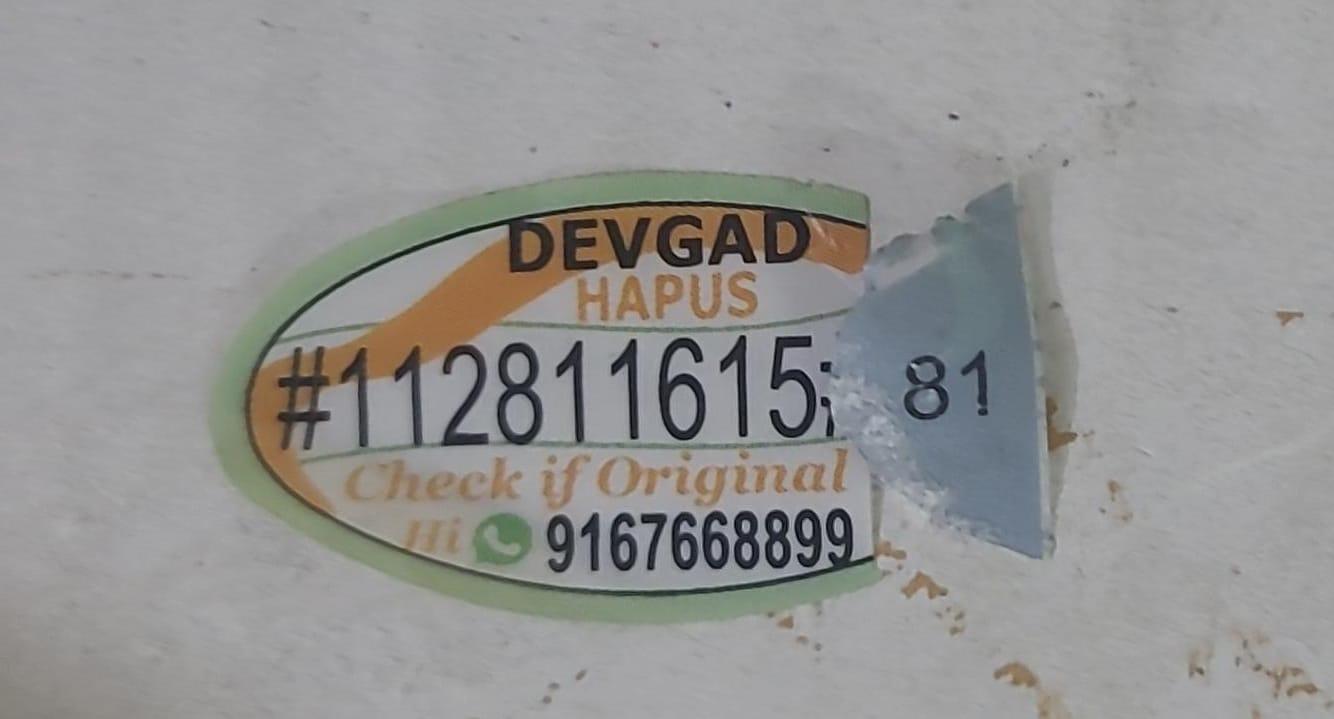 DEVGAD
HAPUS
#112811615
81
Check if Original
Hi 9167668899